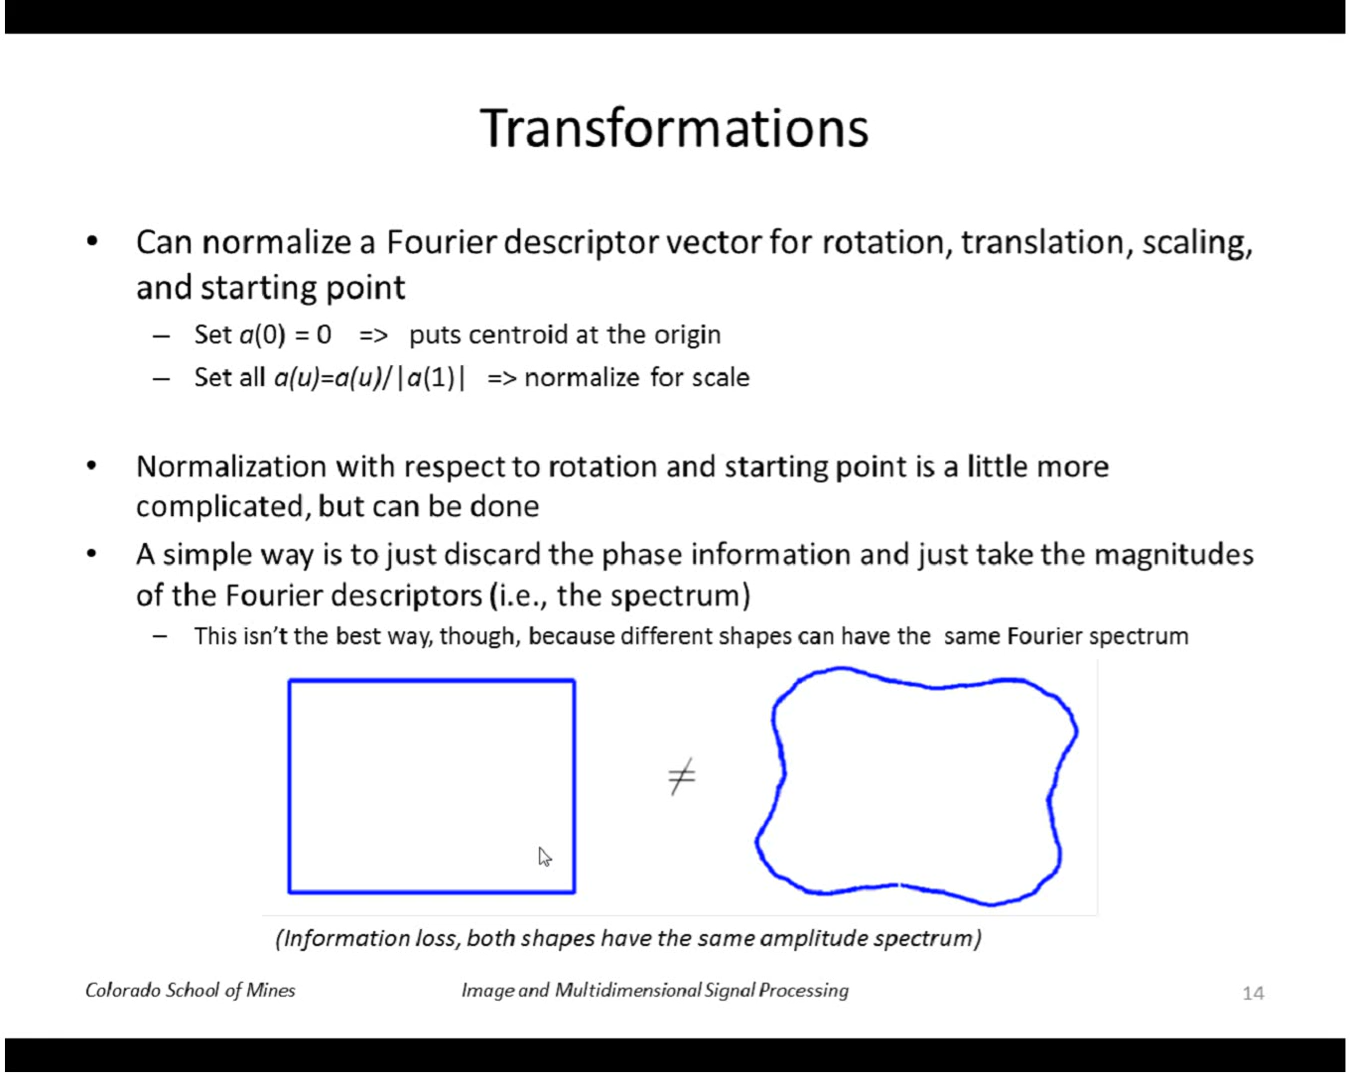 Transformations
• Can normalize a Fourier descriptor vector for rotation, translation, scaling,
and starting point
– Set a(0) = 0 => puts centroid at the origin
– Set all a(u)=a(u)/|a(1)| => normalize for scale
• Normalization with respect to rotation and starting point is a little more
complicated, but can be done
• A simple way is to just discard the phase information and just take the magnitudes
of the Fourier descriptors (i.e., the spectrum)
– This isn't the best way, though, because different shapes can have the same Fourier spectrum
≠
(Information loss, both shapes have the same amplitude spectrum)
Colorado School of Mines Image and Multidimensional Signal Processing 14